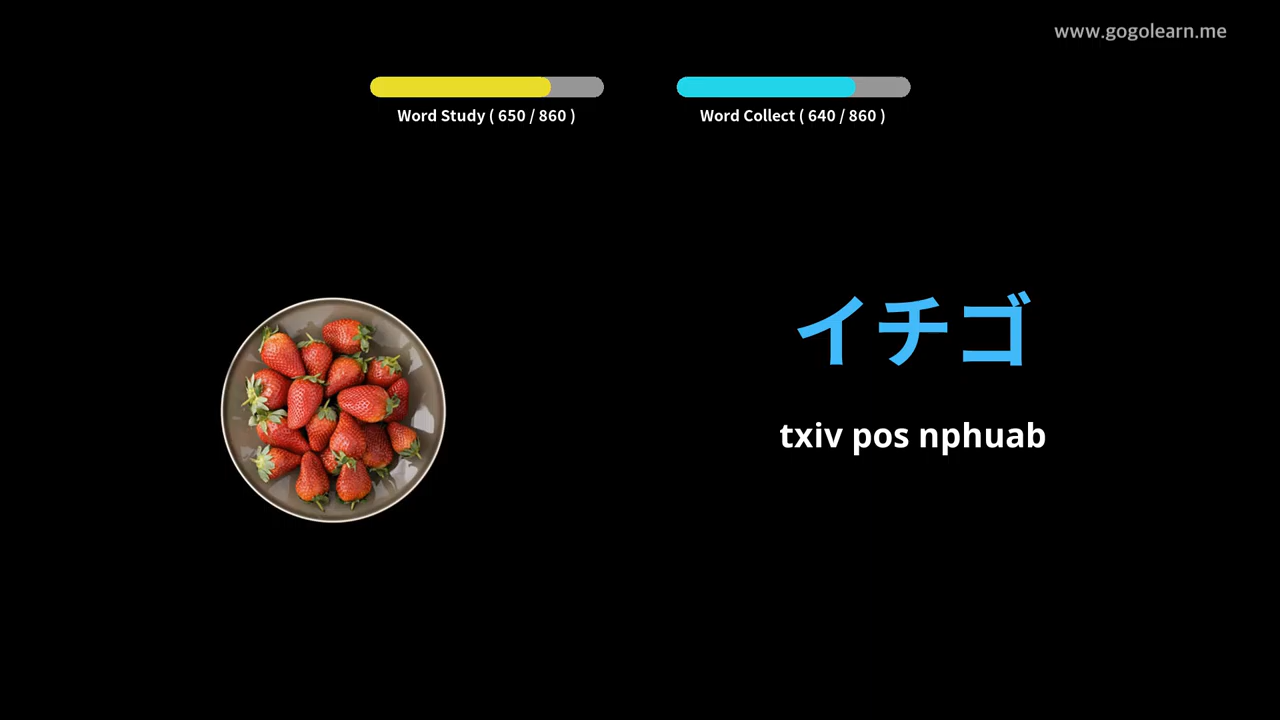 www.gogolearn.me
Word Study ( 650 / 860 )
Word Collect ( 640 / 860 )
イチゴ
txiv pos nphuab